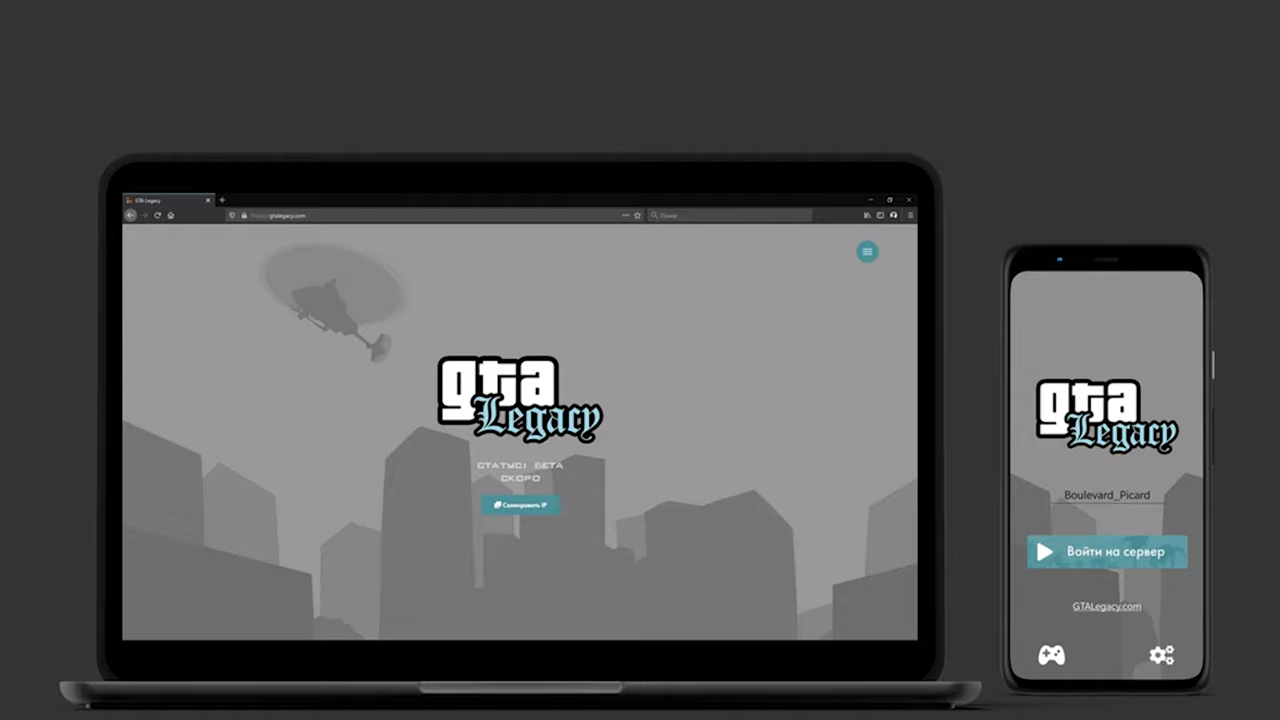 GTA Legacy
gtalegacy.com
Поиск
gta
Legacy
СТАТУС: БЕТА
СКОРО
Скопировать IP
gta
Legacy
Boulevard_Picard
Войти на сервер
GTALegacy.com